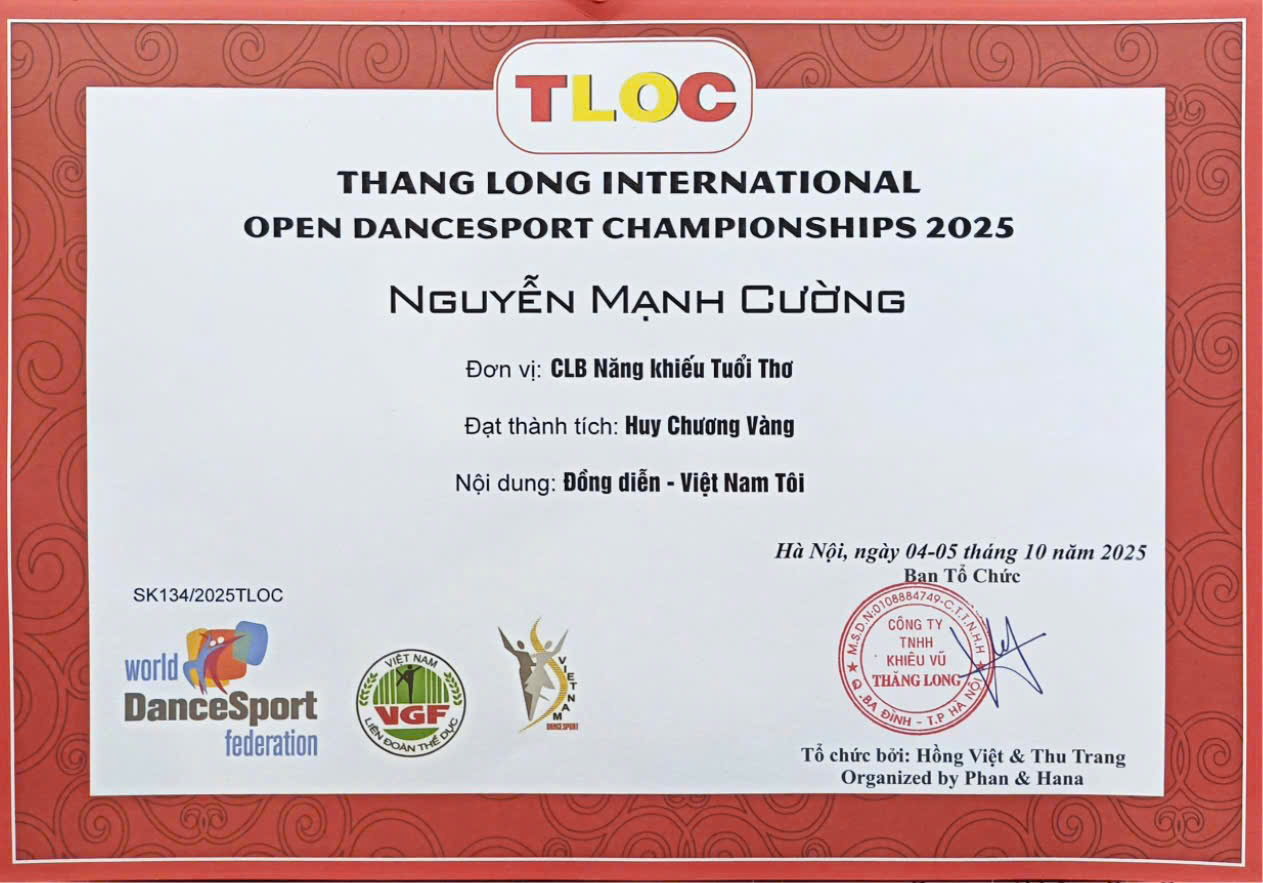 TLOC
THANG LONG INTERNATIONAL
OPEN DANCESPORT CHAMPIONSHIPS 2025
NGUYỄN MẠNH CƯỜNG
Đơn vị: CLB Năng khiếu Tuổi Thơ
Đạt thành tích: Huy Chương Vàng
Nội dung: Đồng diễn - Việt Nam Tôi
Hà Nội, ngày 04-05 tháng 10 năm 2025
Ban Tổ Chức
SK134/2025TLOC
world
DanceSport
federation
VIỆT NAM
VGF
LIÊN ĐOÀN THỂ DỤC
VIETNAM
DANCESPORT
M.S.D.N:0108884749-C.T.T.N.H.H
CÔNG TY
TNHH
KHIÊU VŨ
THĂNG LONG
Q.BA ĐÌNH - T.P HÀ NỘI
Tổ chức bởi: Hồng Việt & Thu Trang
Organized by Phan & Hana